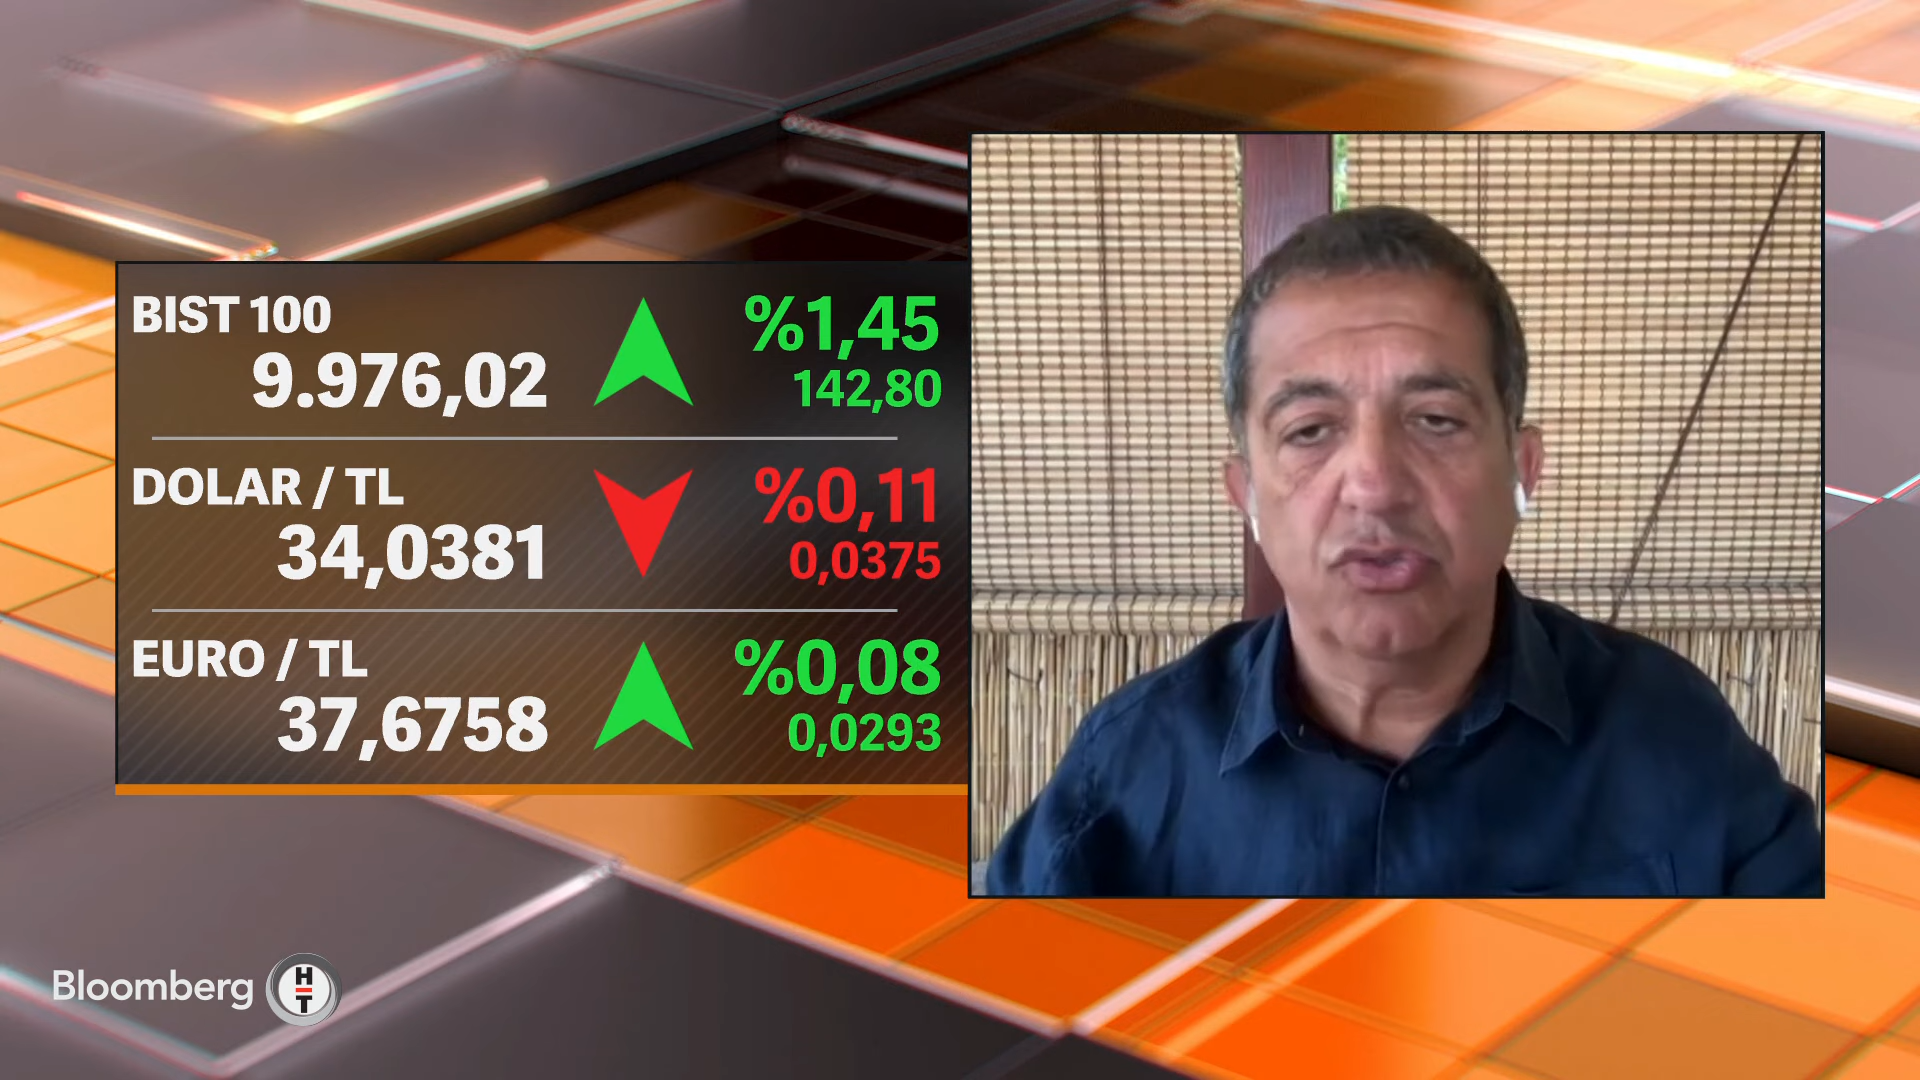 BIST 100
9.976,02
%1,45
142,80
DOLAR / TL
34,0381
%0,11
0,0375
EURO / TL
37,6758
%0,08
0,0293
Bloomberg HT